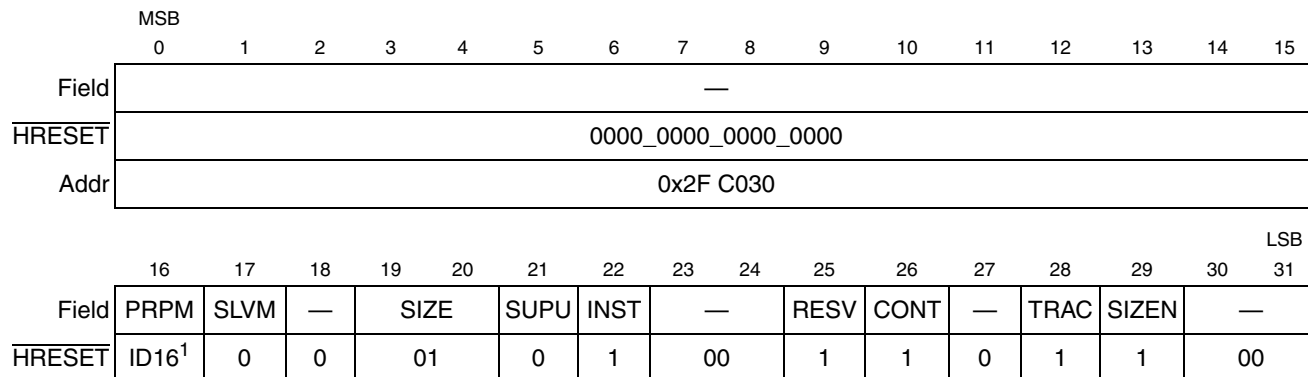 MSB
0 1 2 3 4 5 6 7 8 9 10 11 12 13 14 15
Field —
HRESET 0000_0000_0000_0000
Addr 0x2F C030
LSB
16 17 18 19 20 21 22 23 24 25 26 27 28 29 30 31
Field PRPM SLVM — SIZE SUPU INST — RESV CONT — TRAC SIZEN —
HRESET ID16¹ 0 0 01 0 1 00 1 1 0 1 1 00